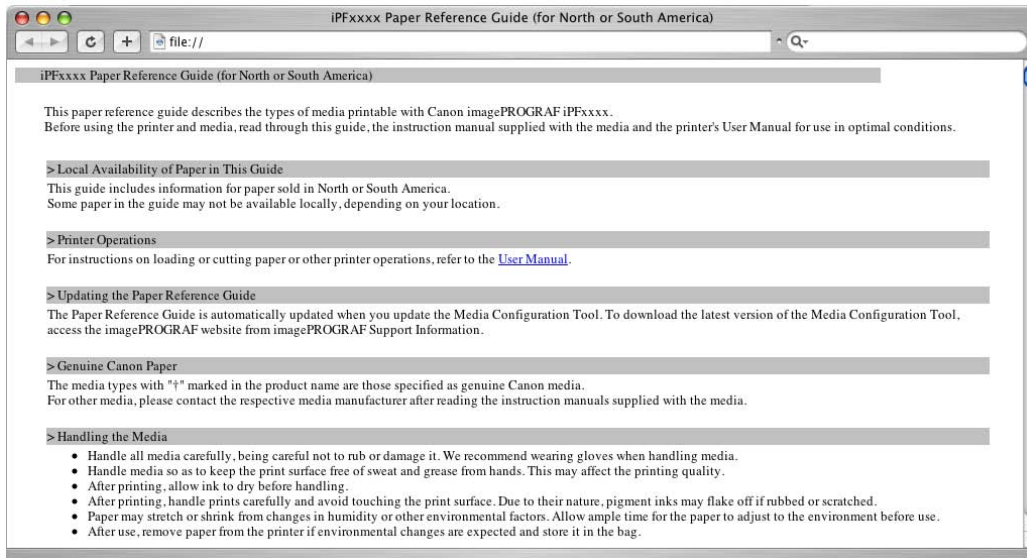 iPFxxxx Paper Reference Guide (for North or South America)
file://
iPFxxxx Paper Reference Guide (for North or South America)
This paper reference guide describes the types of media printable with Canon imagePROGRAF iPFxxxx.
Before using the printer and media, read through this guide, the instruction manual supplied with the media and the printer's User Manual for use in optimal conditions.
> Local Availability of Paper in This Guide
This guide includes information for paper sold in North or South America.
Some paper in the guide may not be available locally, depending on your location.
> Printer Operations
For instructions on loading or cutting paper or other printer operations, refer to the User Manual.
> Updating the Paper Reference Guide
The Paper Reference Guide is automatically updated when you update the Media Configuration Tool. To download the latest version of the Media Configuration Tool,
access the imagePROGRAF website from imagePROGRAF Support Information.
> Genuine Canon Paper
The media types with "†" marked in the product name are those specified as genuine Canon media.
For other media, please contact the respective media manufacturer after reading the instruction manuals supplied with the media.
> Handling the Media
• Handle all media carefully, being careful not to rub or damage it. We recommend wearing gloves when handling media.
• Handle media so as to keep the print surface free of sweat and grease from hands. This may affect the printing quality.
• After printing, allow ink to dry before handling.
• After printing, handle prints carefully and avoid touching the print surface. Due to their nature, pigment inks may flake off if rubbed or scratched.
• Paper may stretch or shrink from changes in humidity or other environmental factors. Allow ample time for the paper to adjust to the environment before use.
• After use, remove paper from the printer if environmental changes are expected and store it in the bag.